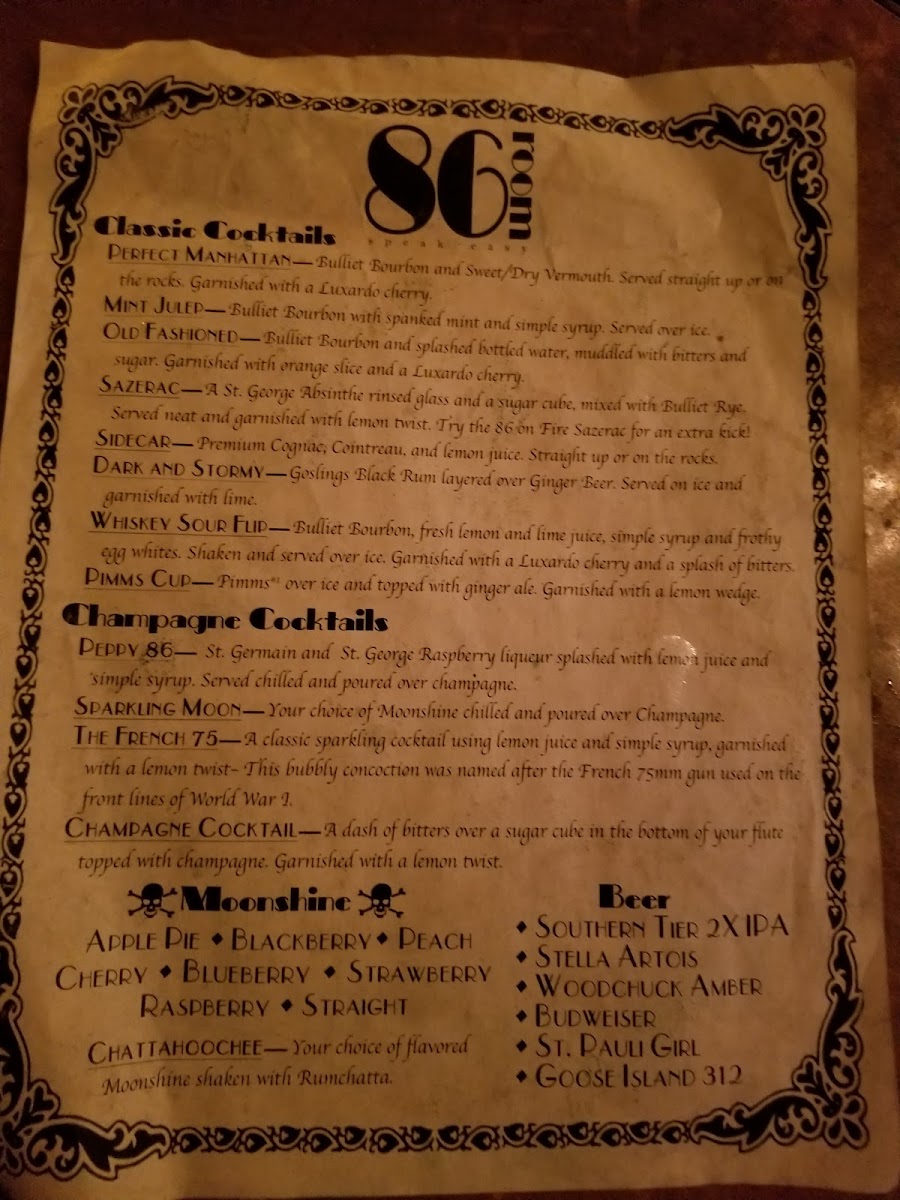 86 room
speak-easy
Classic Cocktails
Perfect Manhattan—Bulliet Bourbon and Sweet/Dry Vermouth. Served straight up or on
the rocks. Garnished with a Luxardo cherry.
Mint Julep—Bulliet Bourbon with spanked mint and simple syrup. Served over ice.
Old Fashioned—Bulliet Bourbon and splashed bottled water, muddled with bitters and
sugar. Garnished with orange slice and a Luxardo cherry.
Sazerac—A St. George Absinthe rinsed glass and a sugar cube, mixed with Bulliet Rye.
Served neat and garnished with lemon twist. Try the 86 on Fire Sazerac for an extra kick!
Sidecar—Premium Cognac, Cointreau, and lemon juice. Straight up or on the rocks.
Dark and Stormy—Goslings Black Rum layered over Ginger Beer. Served on ice and
garnished with lime.
Whiskey Sour Flip—Bulliet Bourbon, fresh lemon and lime juice, simple syrup and frothy
egg whites. Shaken and served over ice. Garnished with a Luxardo cherry and a splash of bitters.
Pimms Cup—Pimms#1 over ice and topped with ginger ale. Garnished with a lemon wedge.
Champagne Cocktails
Peppy 86— St. Germain and St. George Raspberry liqueur splashed with lemon juice and
simple syrup. Served chilled and poured over champagne.
Sparkling Moon—Your choice of Moonshine chilled and poured over Champagne.
The French 75—A classic sparkling cocktail using lemon juice and simple syrup, garnished
with a lemon twist- This bubbly concoction was named after the French 75mm gun used on the
front lines of World War I.
Champagne Cocktail—A dash of bitters over a sugar cube in the bottom of your flute
topped with champagne. Garnished with a lemon twist.
Moonshine
Apple Pie ♦ Blackberry ♦ Peach
Cherry ♦ Blueberry ♦ Strawberry
Raspberry ♦ Straight
Chattahoochee—Your choice of flavored
Moonshine shaken with Rumchatta.
Beer
♦ Southern Tier 2X IPA
♦ Stella Artois
♦ Woodchuck Amber
♦ Budweiser
♦ St. Pauli Girl
♦ Goose Island 312